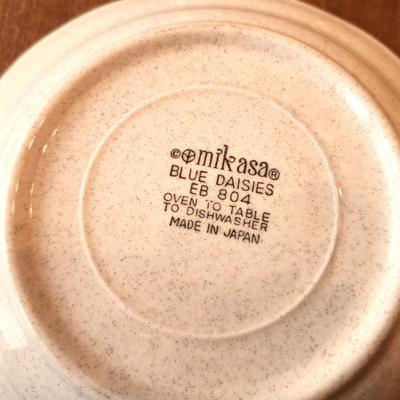 ©mikasa®
BLUE DAISIES
EB 804
OVEN TO TABLE
TO DISHWASHER
MADE IN JAPAN